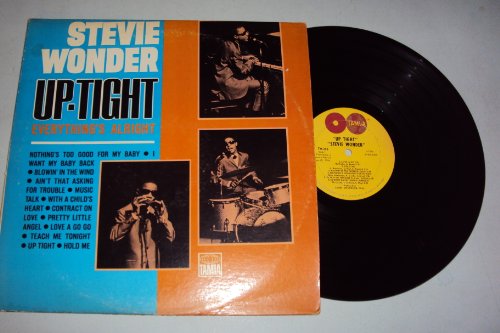 STEVIE
WONDER
UP-TIGHT
EVERYTHING'S ALRIGHT
NOTHING'S TOO GOOD FOR MY BABY • I
WANT MY BABY BACK
• BLOWIN' IN THE WIND
• AIN'T THAT ASKING
FOR TROUBLE • MUSIC
TALK • WITH A CHILD'S
HEART • CONTRACT ON
LOVE • PRETTY LITTLE
ANGEL • LOVE A GO GO
• TEACH ME TONIGHT
• UP TIGHT • HOLD ME
TAMLA
TAMLA
"UP TIGHT"
"STEVIE WONDER"